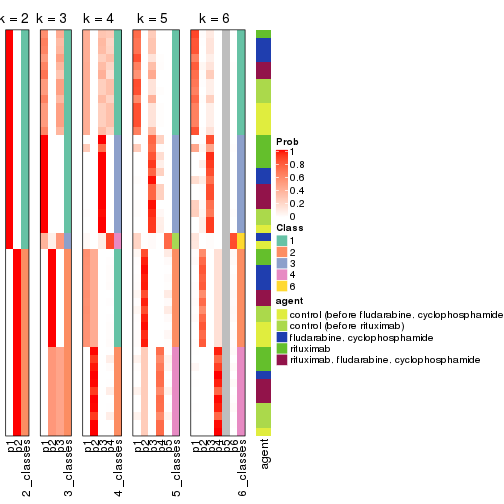 k = 2 k = 3 k = 4 k = 5 k = 6
Prob
1
0.8
0.6
0.4
0.2
0
Class
1
2
3
4
6
agent
control (before fludarabine. cyclophosphamide
control (before rituximab)
fludarabine. cyclophosphamide
rituximab
rituximab. fludarabine. cyclophosphamide
p1 p2 2_classes p1 p2 p3 3_classes p1 p2 p3 p4 4_classes p1 p2 p3 p4 p5 5_classes p1 p2 p3 p4 p5 p6 6_classes agent